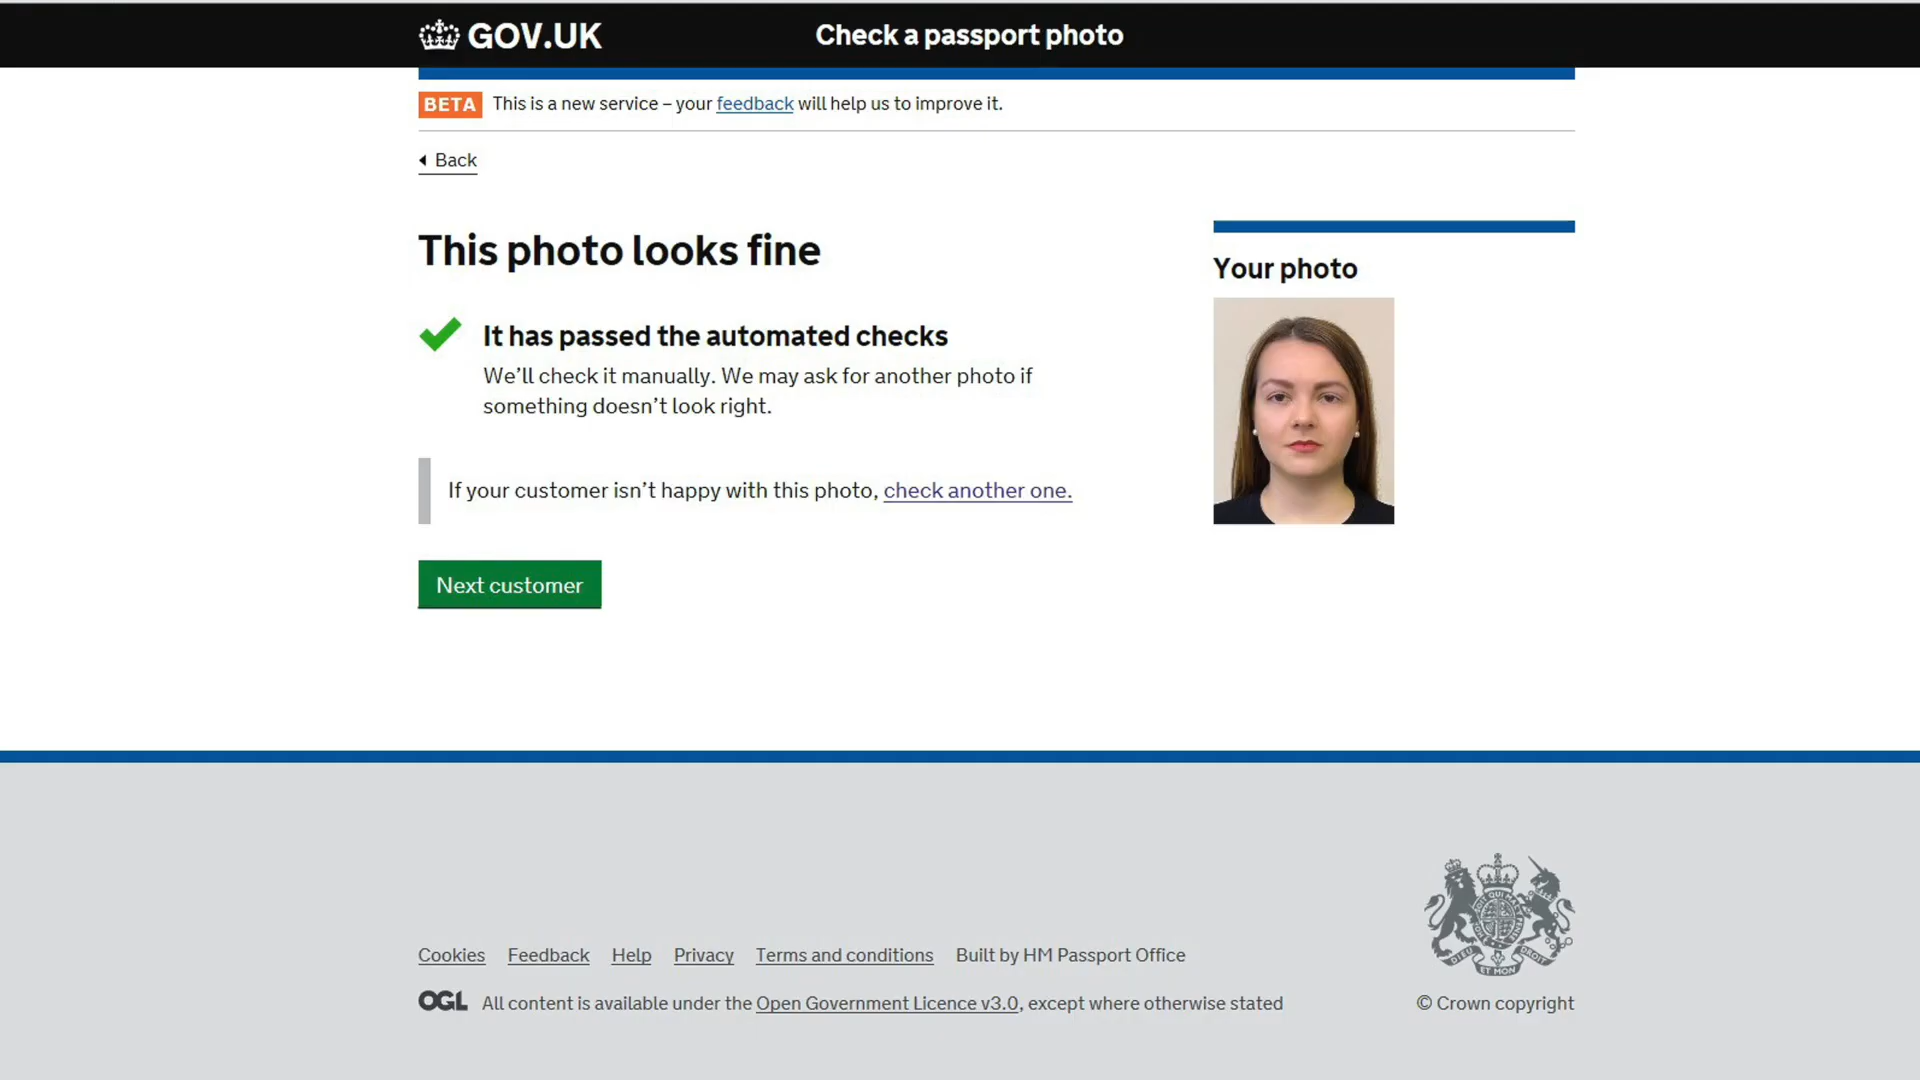 GOV.UK
Check a passport photo
BETA This is a new service – your feedback will help us to improve it.
Back
This photo looks fine
It has passed the automated checks
We’ll check it manually. We may ask for another photo if
something doesn’t look right.
If your customer isn’t happy with this photo, check another one.
Next customer
Your photo
Cookies Feedback Help Privacy Terms and conditions Built by HM Passport Office
OGL All content is available under the Open Government Licence v3.0, except where otherwise stated
DIEU ET MON DROIT
© Crown copyright